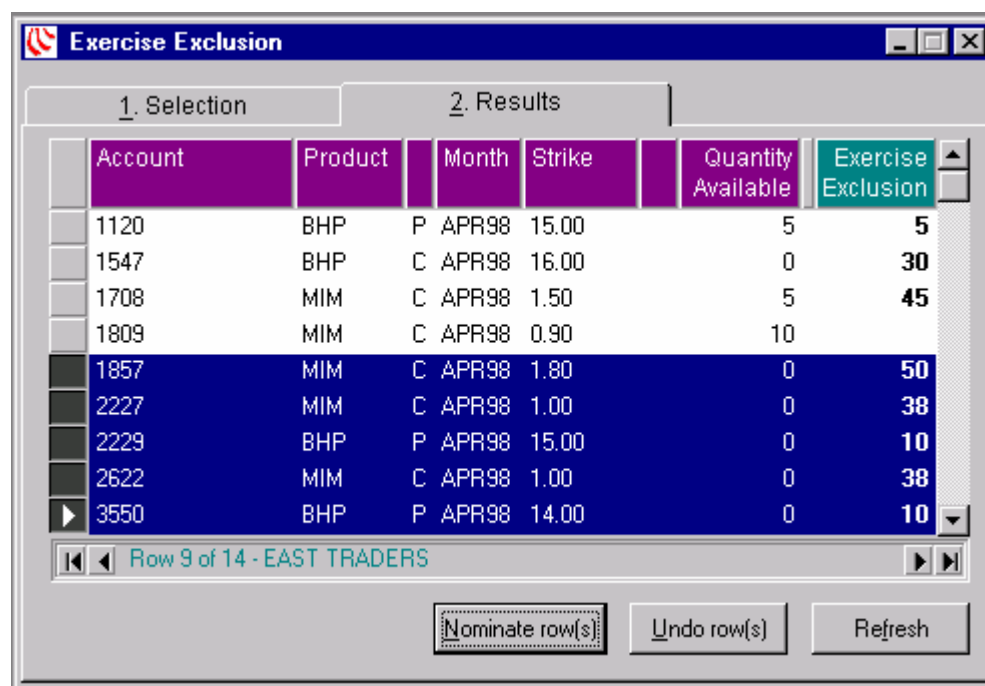 Exercise Exclusion
1. Selection 2. Results
Account Product Month Strike Quantity Available Exercise Exclusion
1120 BHP P APR98 15.00 5 5
1547 BHP C APR98 16.00 0 30
1708 MIM C APR98 1.50 5 45
1809 MIM C APR98 0.90 10
1857 MIM C APR98 1.80 0 50
2227 MIM C APR98 1.00 0 38
2229 BHP P APR98 15.00 0 10
2622 MIM C APR98 1.00 0 38
3550 BHP P APR98 14.00 0 10
Row 9 of 14 - EAST TRADERS
Nominate row(s) Undo row(s) Refresh